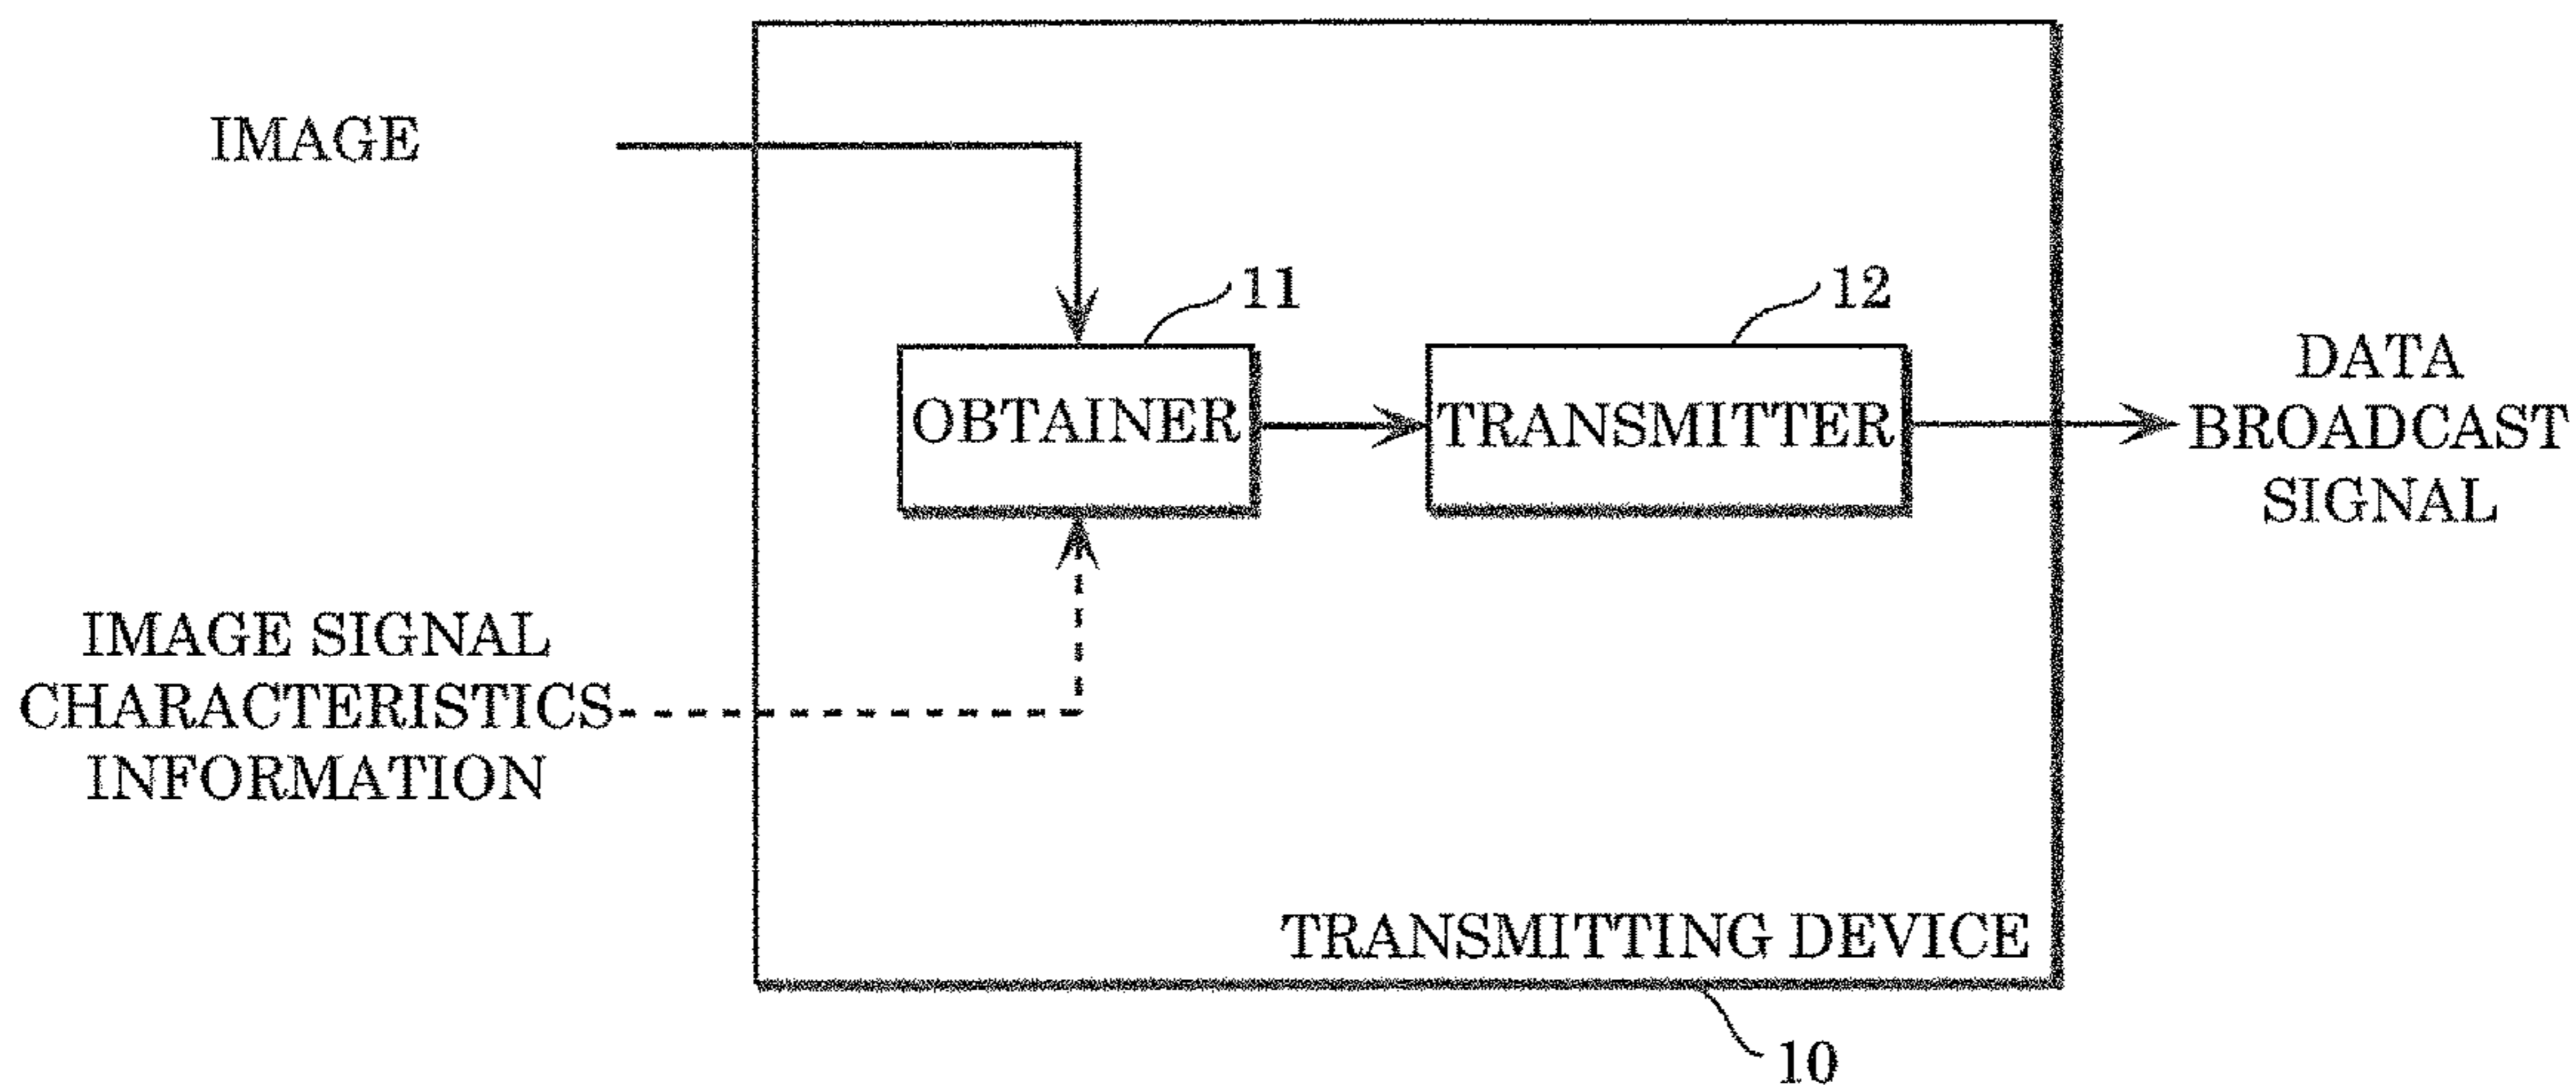 IMAGE
11
12
OBTAINER
TRANSMITTER
DATA
BROADCAST
SIGNAL
IMAGE SIGNAL
CHARACTERISTICS
INFORMATION
TRANSMITTING DEVICE
10